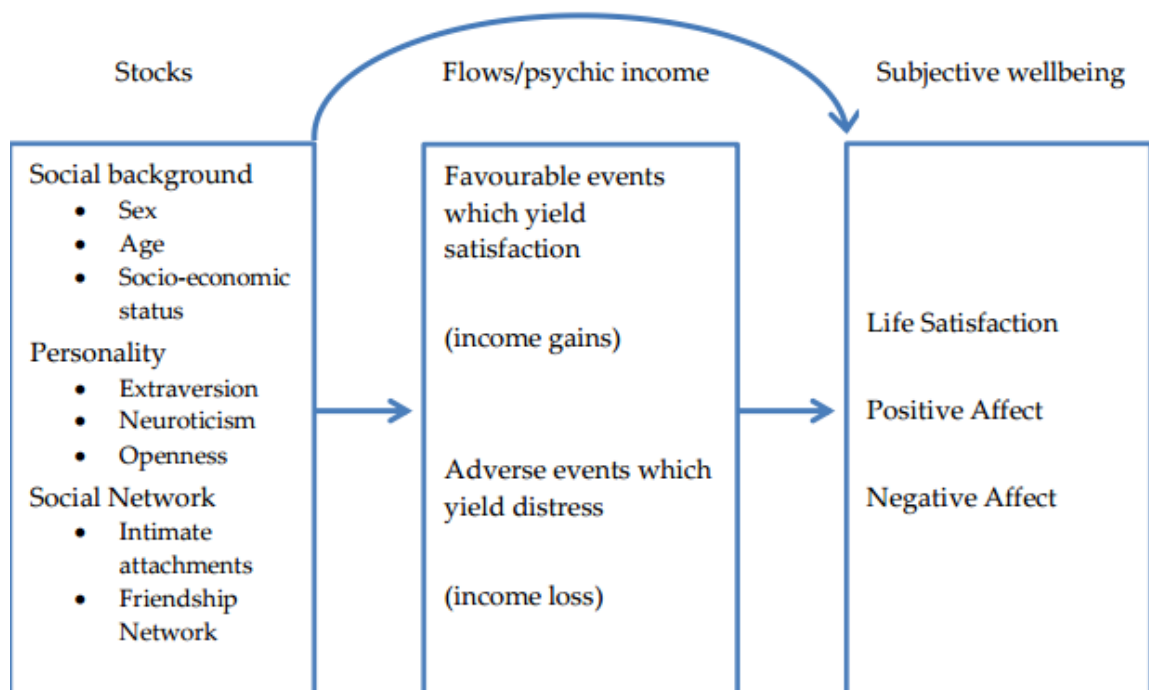 Stocks
Flows/psychic income
Subjective wellbeing
Social background
• Sex
• Age
• Socio-economic
status
Personality
• Extraversion
• Neuroticism
• Openness
Social Network
• Intimate
attachments
• Friendship
Network
Favourable events
which yield
satisfaction
(income gains)
Adverse events which
yield distress
(income loss)
Life Satisfaction
Positive Affect
Negative Affect